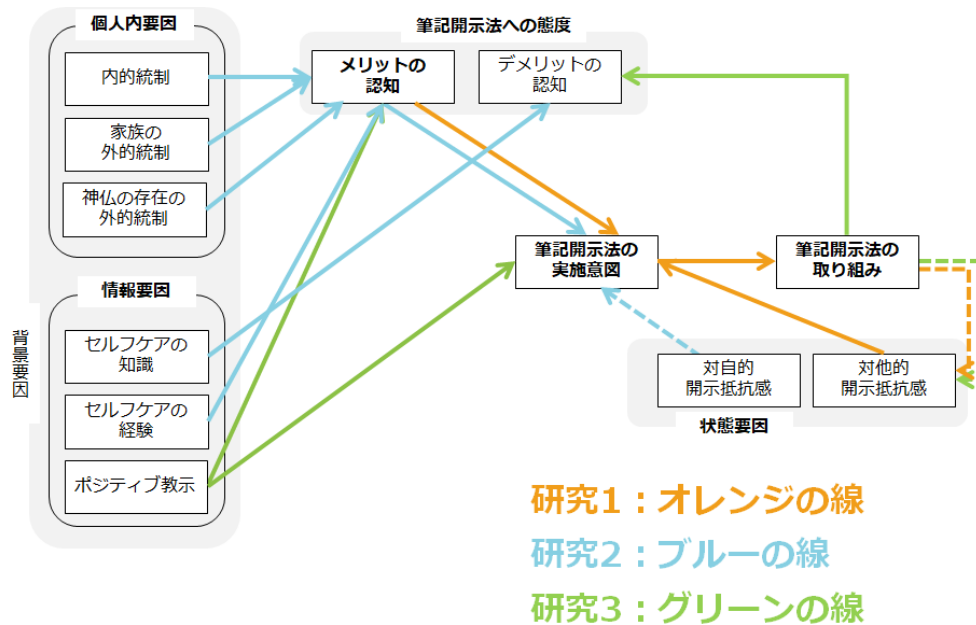 個人内要因
内的統制
家族の
外的統制
神仏の存在の
外的統制
情報要因
セルフケアの
知識
セルフケアの
経験
ポジティブ教示
背景要因
筆記開示法への態度
メリットの
認知
デメリットの
認知
筆記開示法の
実施意図
筆記開示法の
取り組み
対自的
開示抵抗感
対他的
開示抵抗感
状態要因
研究1：オレンジの線
研究2：ブルーの線
研究3：グリーンの線